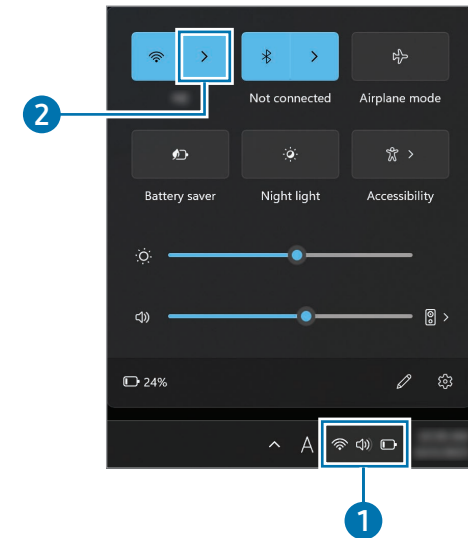 2
Not connected
Airplane mode
Battery saver
Night light
Accessibility
24%
A
1